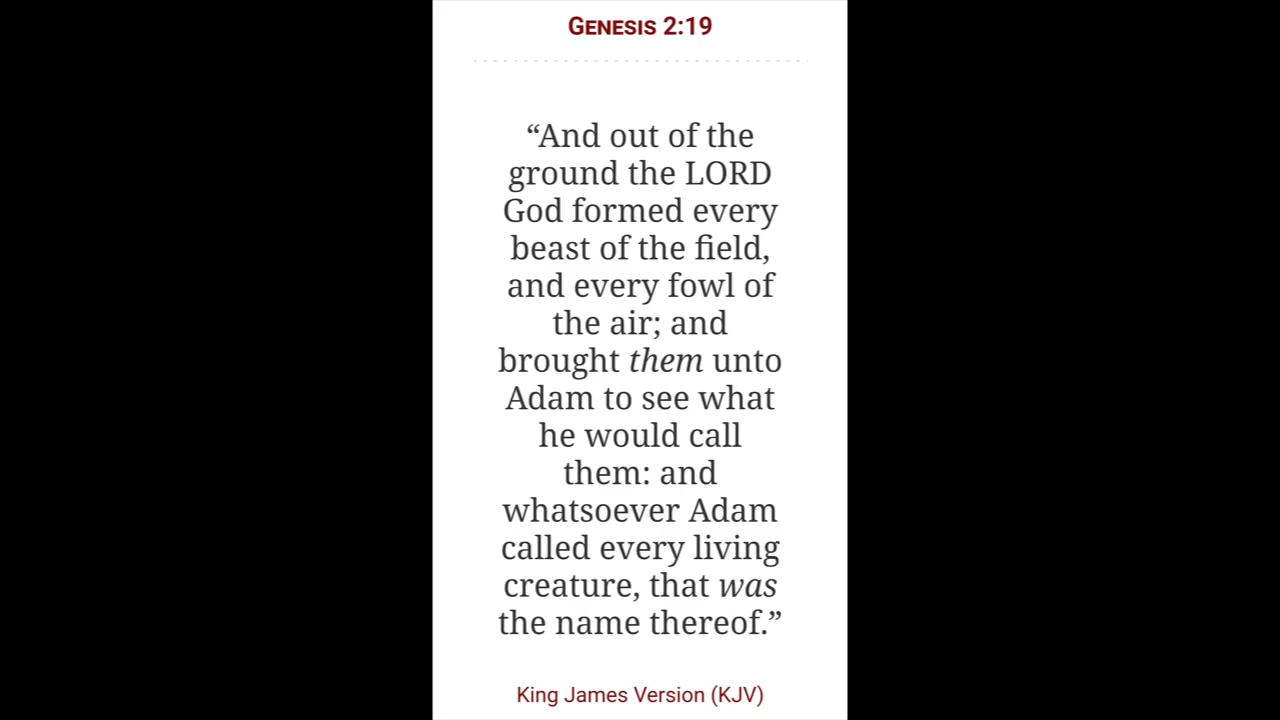 GENESIS 2:19
“And out of the
ground the LORD
God formed every
beast of the field,
and every fowl of
the air; and
brought them unto
Adam to see what
he would call
them: and
whatsoever Adam
called every living
creature, that was
the name thereof.”
King James Version (KJV)